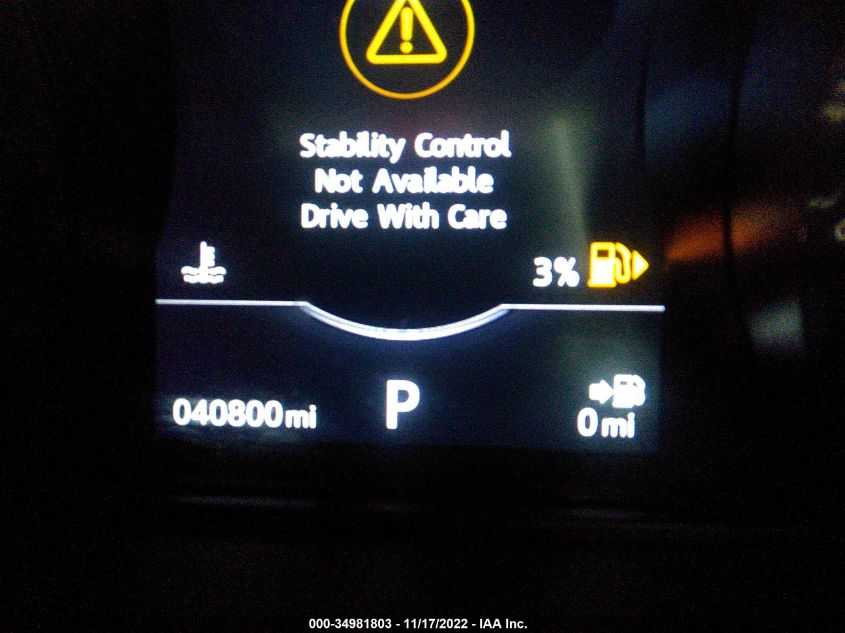 Stability Control
Not Available
Drive With Care
3%
040800mi
P
0mi
000-34981803 - 11/17/2022 - IAA Inc.